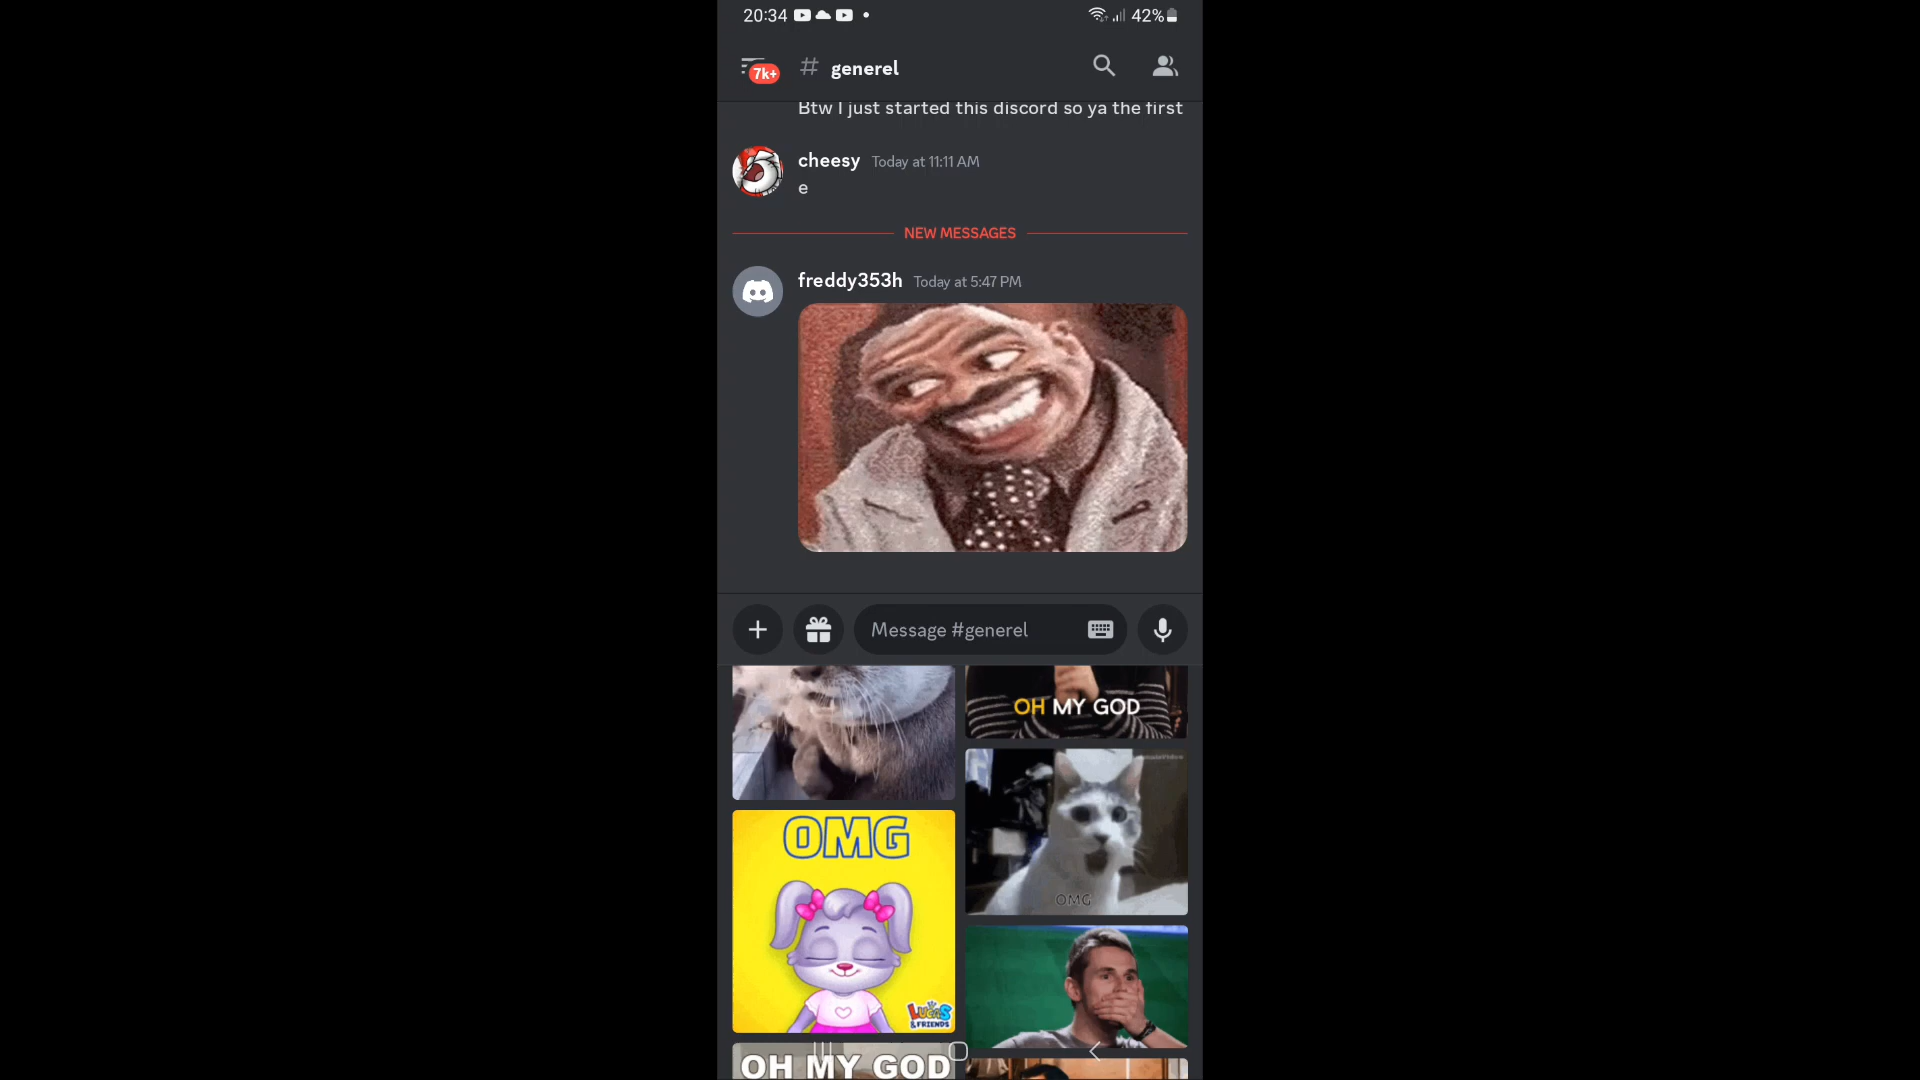 20:34
42%
7k+
# generel
Btw I just started this discord so ya the first
cheesy Today at 11:11 AM
e
NEW MESSAGES
freddy353h Today at 5:47 PM
Message #generel
OH MY GOD
OMG
OMG
LUCAS
& FRIENDS
OH MY GOD